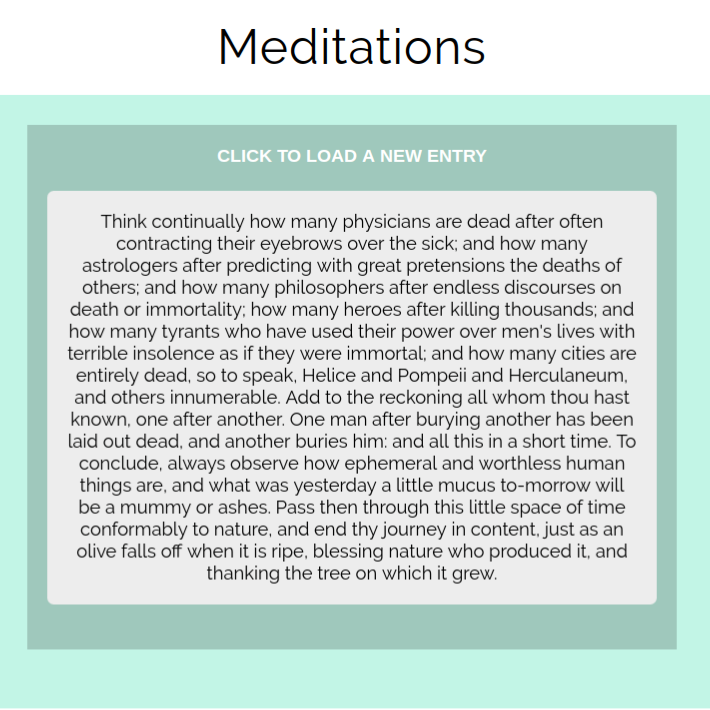 Meditations
CLICK TO LOAD A NEW ENTRY
Think continually how many physicians are dead after often
contracting their eyebrows over the sick; and how many
astrologers after predicting with great pretensions the deaths of
others; and how many philosophers after endless discourses on
death or immortality; how many heroes after killing thousands; and
how many tyrants who have used their power over men's lives with
terrible insolence as if they were immortal; and how many cities are
entirely dead, so to speak, Helice and Pompeii and Herculaneum,
and others innumerable. Add to the reckoning all whom thou hast
known, one after another. One man after burying another has been
laid out dead, and another buries him: and all this in a short time. To
conclude, always observe how ephemeral and worthless human
things are, and what was yesterday a little mucus to-morrow will
be a mummy or ashes. Pass then through this little space of time
conformably to nature, and end thy journey in content, just as an
olive falls off when it is ripe, blessing nature who produced it, and
thanking the tree on which it grew.